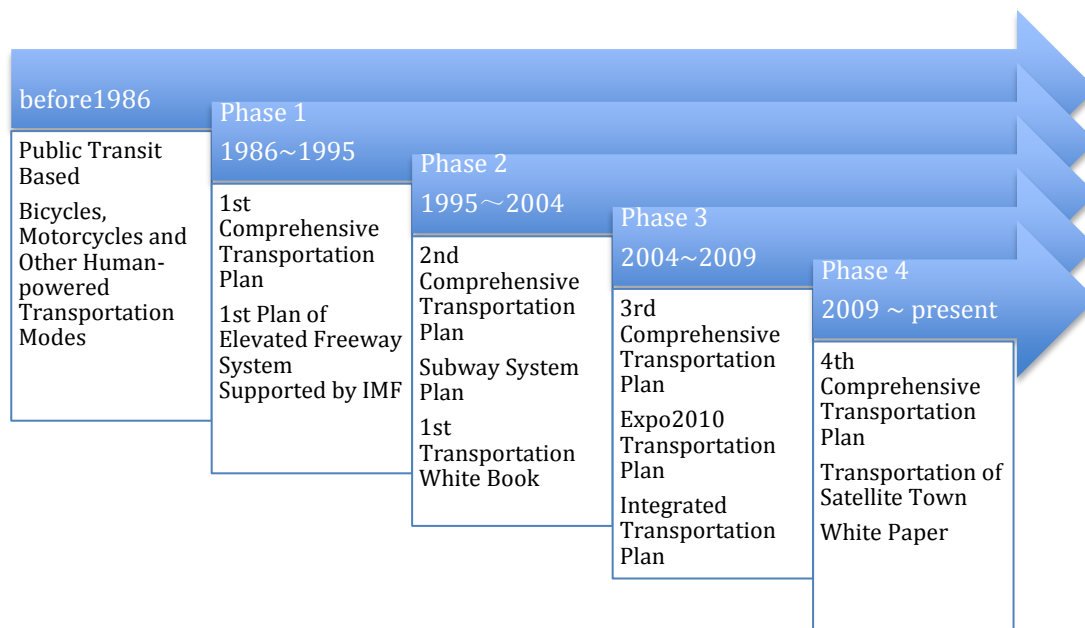 before1986
Public Transit
Based
Bicycles,
Motorcycles and
Other Human-
powered
Transportation
Modes
Phase 1
1986~1995
1st
Comprehensive
Transportation
Plan
1st Plan of
Elevated Freeway
System
Supported by IMF
Phase 2
1995～2004
2nd
Comprehensive
Transportation
Plan
Subway System
Plan
1st
Transportation
White Book
Phase 3
2004~2009
3rd
Comprehensive
Transportation
Plan
Expo2010
Transportation
Plan
Integrated
Transportation
Plan
Phase 4
2009 ~ present
4th
Comprehensive
Transportation
Plan
Transportation of
Satellite Town
White Paper